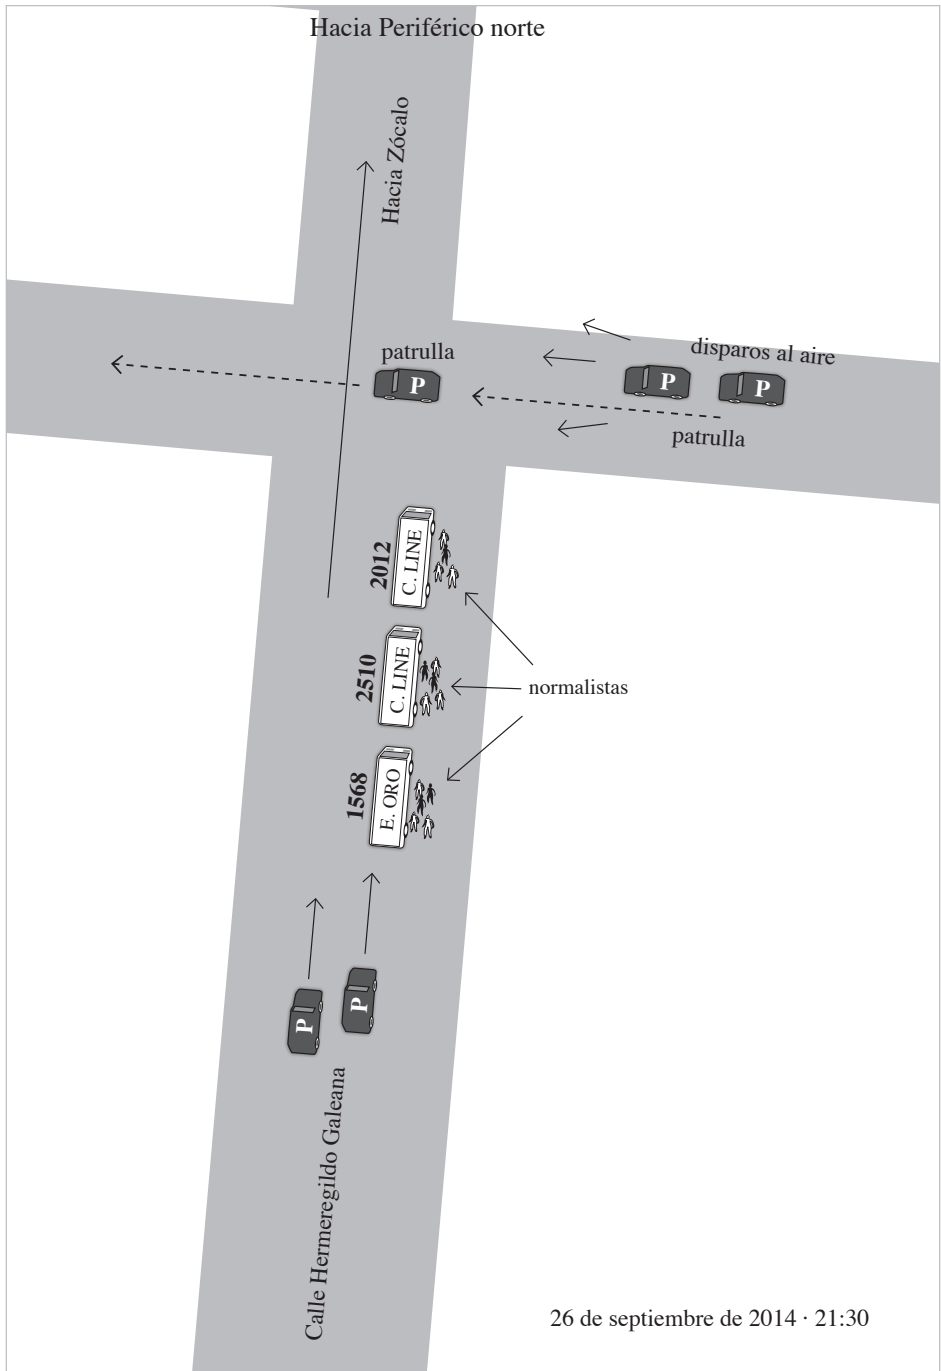 Hacia Periférico norte
Hacia Zócalo
patrulla
P
disparos al aire
P
P
patrulla
2012
C. LINE
2510
C. LINE
normalistas
1568
E. ORO
P
P
Calle Hermeregildo Galeana
26 de septiembre de 2014 · 21:30